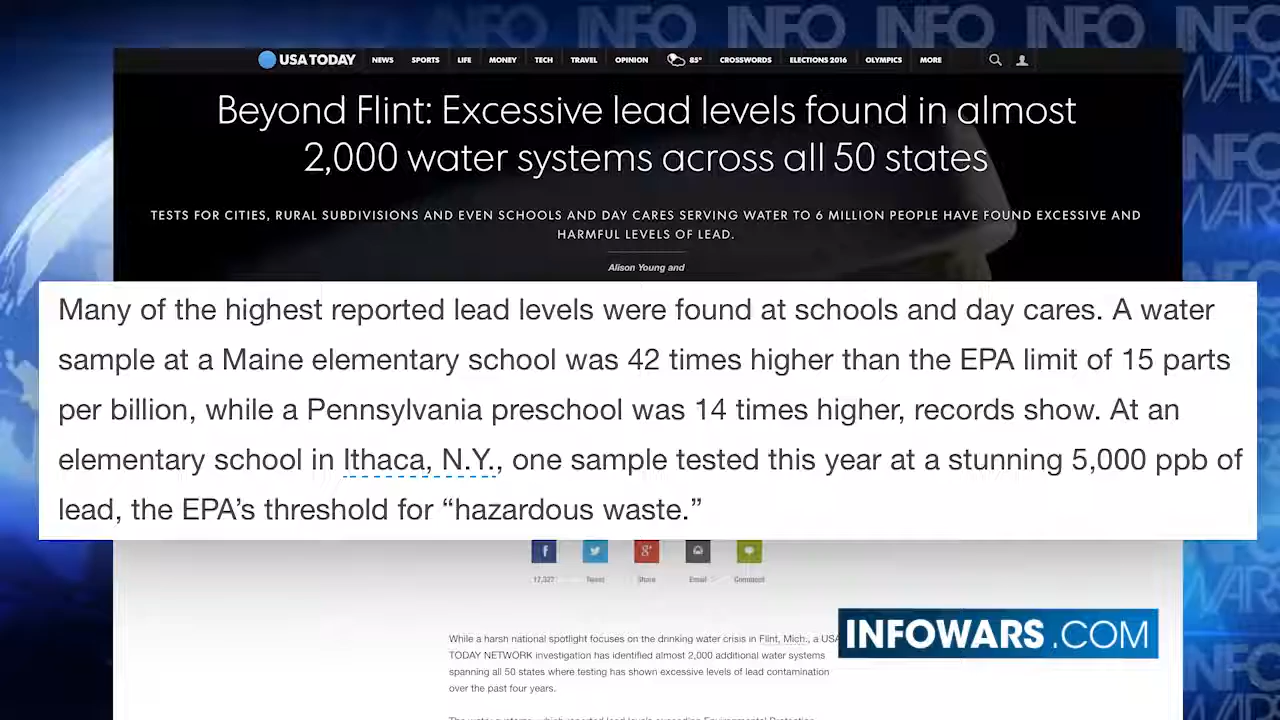 USA TODAY NEWS SPORTS LIFE MONEY TECH TRAVEL OPINION 85° CROSSWORDS ELECTIONS 2016 OLYMPICS MORE
Beyond Flint: Excessive lead levels found in almost
2,000 water systems across all 50 states
TESTS FOR CITIES, RURAL SUBDIVISIONS AND EVEN SCHOOLS AND DAY CARES SERVING WATER TO 6 MILLION PEOPLE HAVE FOUND EXCESSIVE AND
HARMFUL LEVELS OF LEAD.
Alison Young and
Many of the highest reported lead levels were found at schools and day cares. A water
sample at a Maine elementary school was 42 times higher than the EPA limit of 15 parts
per billion, while a Pennsylvania preschool was 14 times higher, records show. At an
elementary school in Ithaca, N.Y., one sample tested this year at a stunning 5,000 ppb of
lead, the EPA’s threshold for “hazardous waste.”
17,327 Tweet Share Email Comment
While a harsh national spotlight focuses on the drinking water crisis in Flint, Mich., a USA
TODAY NETWORK investigation has identified almost 2,000 additional water systems
spanning all 50 states where testing has shown excessive levels of lead contamination
over the past four years.
INFOWARS.COM